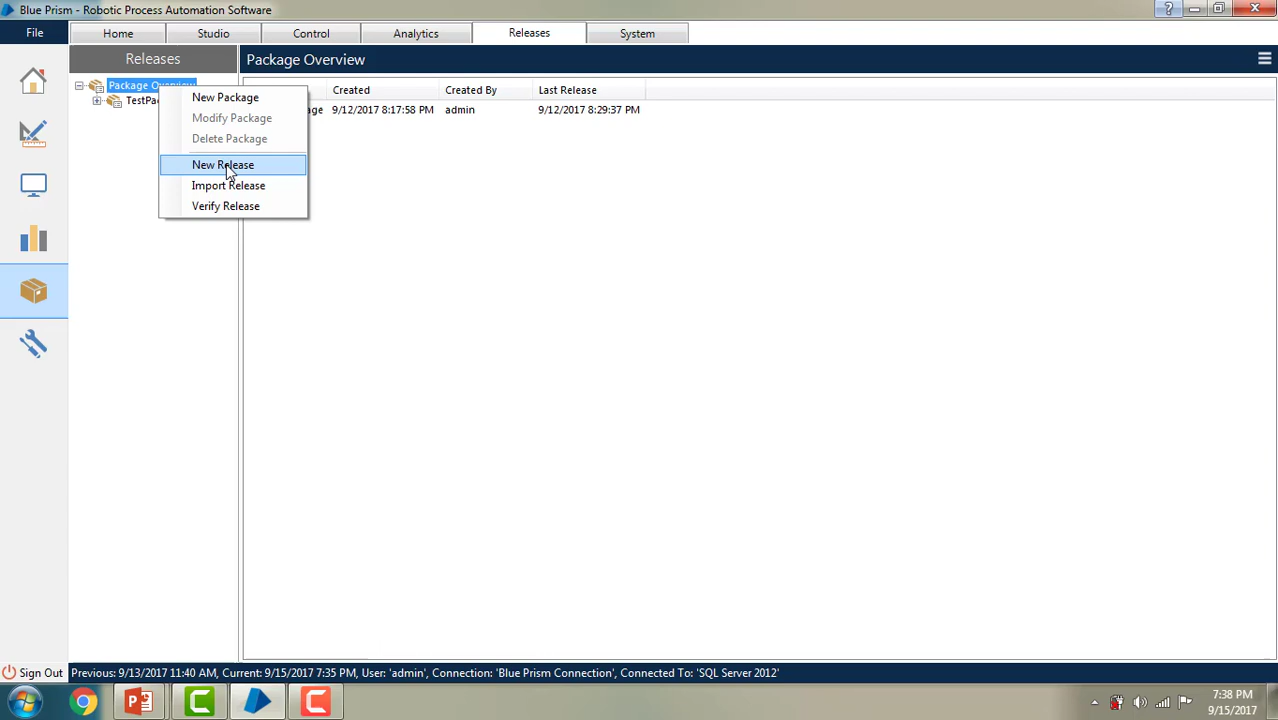 Blue Prism - Robotic Process Automation Software
?
File
Home
Studio
Control
Analytics
Releases
System
Releases
Package Overview
Package Overview
TestPac
New Package
Modify Package
Delete Package
New Release
Import Release
Verify Release
Created
Created By
Last Release
age
9/12/2017 8:17:58 PM
admin
9/12/2017 8:29:37 PM
Sign Out
Previous: 9/13/2017 11:40 AM, Current: 9/15/2017 7:35 PM, User: 'admin', Connection: 'Blue Prism Connection', Connected To: 'SQL Server 2012'
7:38 PM
9/15/2017